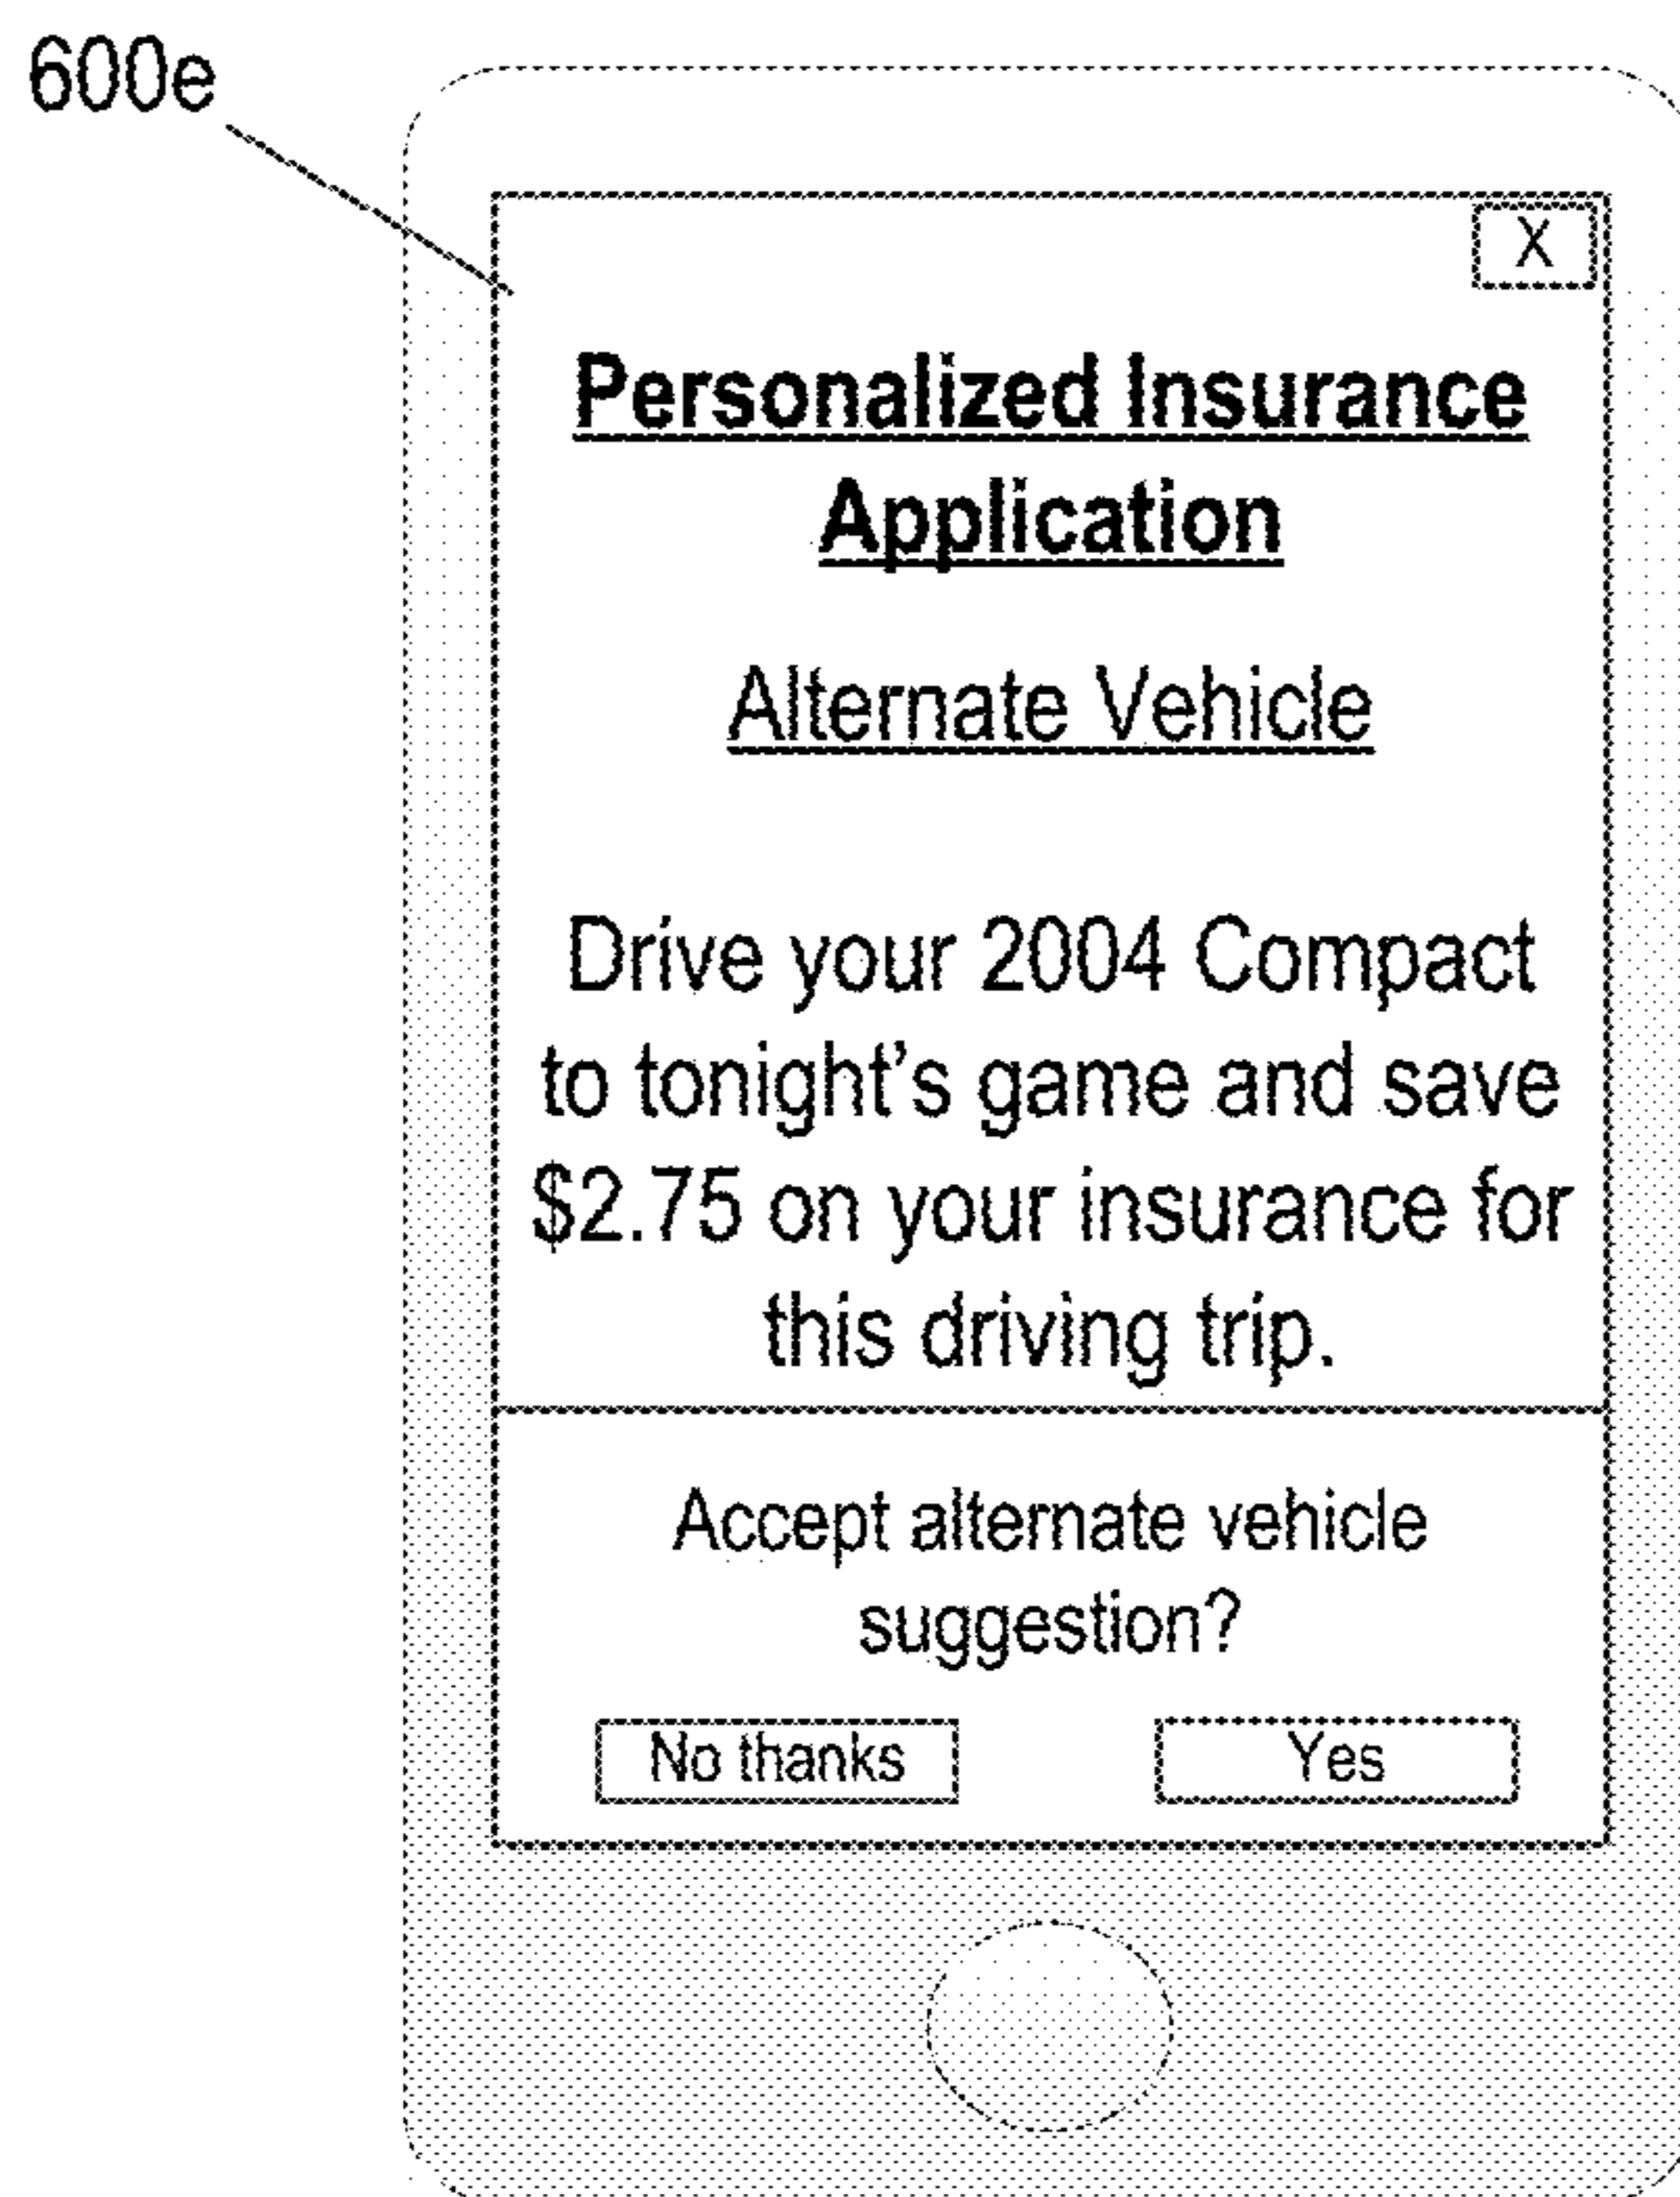 600e
X
Personalized Insurance
Application
Alternate Vehicle
Drive your 2004 Compact
to tonight's game and save
$2.75 on your insurance for
this driving trip.
Accept alternate vehicle
suggestion?
No thanks Yes